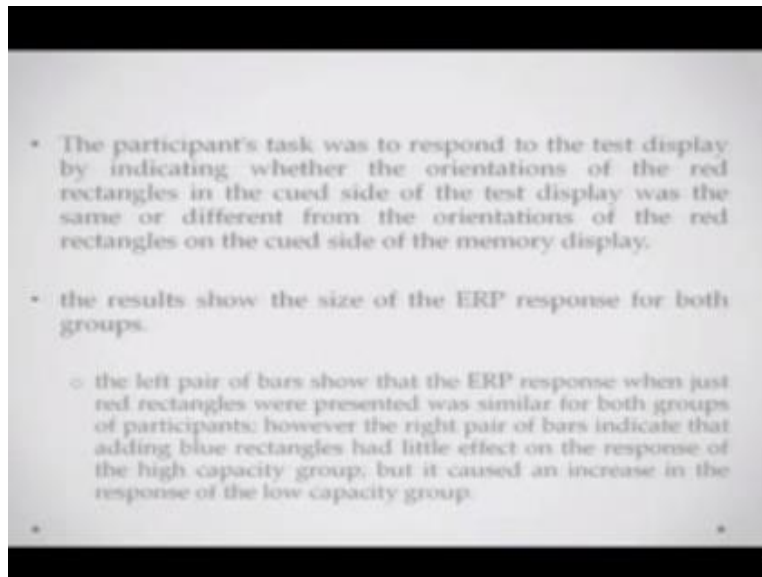 • The participant's task was to respond to the test display
by indicating whether the orientations of the red
rectangles in the cued side of the test display was the
same or different from the orientations of the red
rectangles on the cued side of the memory display.
• the results show the size of the ERP response for both
groups.
o the left pair of bars show that the ERP response when just
red rectangles were presented was similar for both groups
of participants; however the right pair of bars indicate that
adding blue rectangles had little effect on the response of
the high capacity group, but it caused an increase in the
response of the low capacity group.